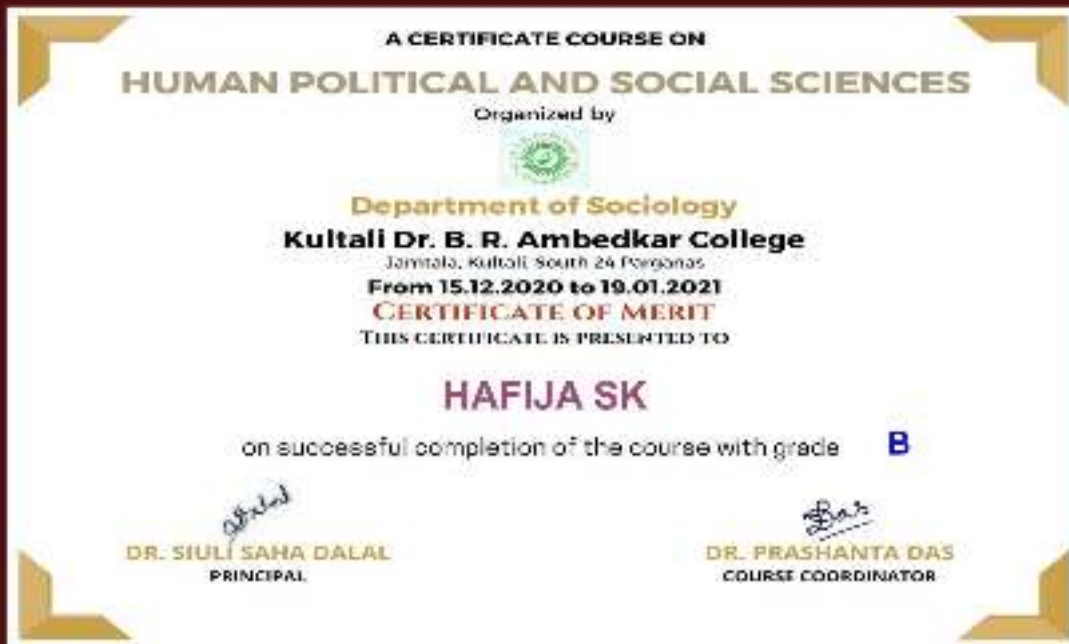 A CERTIFICATE COURSE ON
HUMAN POLITICAL AND SOCIAL SCIENCES
Organized by
Department of Sociology
Kultali Dr. B. R. Ambedkar College
Jamtala, Kultali, South 24 Parganas
From 15.12.2020 to 19.01.2021
CERTIFICATE OF MERIT
THIS CERTIFICATE IS PRESENTED TO
HAFIJA SK
on successful completion of the course with grade B
Das
DR. SIULI SAHA DALAL
DR. PRASHANTA DAS
PRINCIPAL
COURSE COORDINATOR